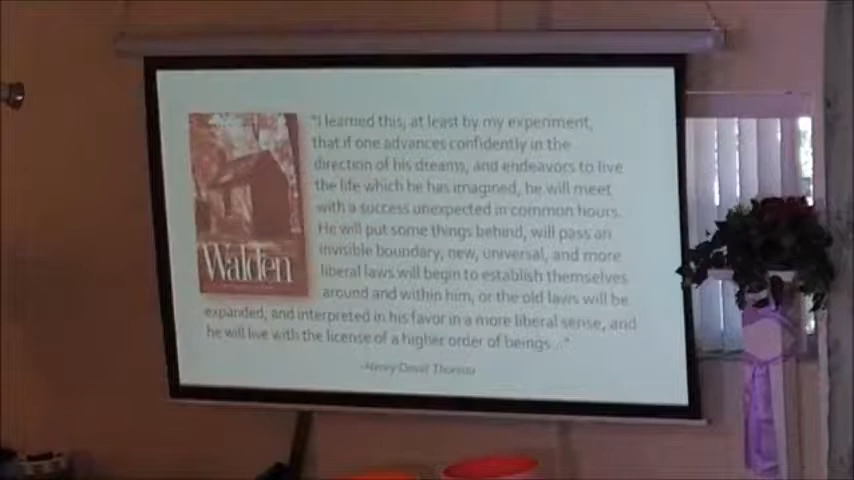 "I learned this, at least by my experiment,
that if one advances confidently in the
direction of his dreams, and endeavors to live
the life which he has imagined, he will meet
with a success unexpected in common hours.
He will put some things behind, will pass an
invisible boundary, new, universal, and more
liberal laws will begin to establish themselves
around and within him, or the old laws will be
expanded, and interpreted in his favor in a more liberal sense, and
he will live with the license of a higher order of beings..."
-Henry David Thoreau
Walden